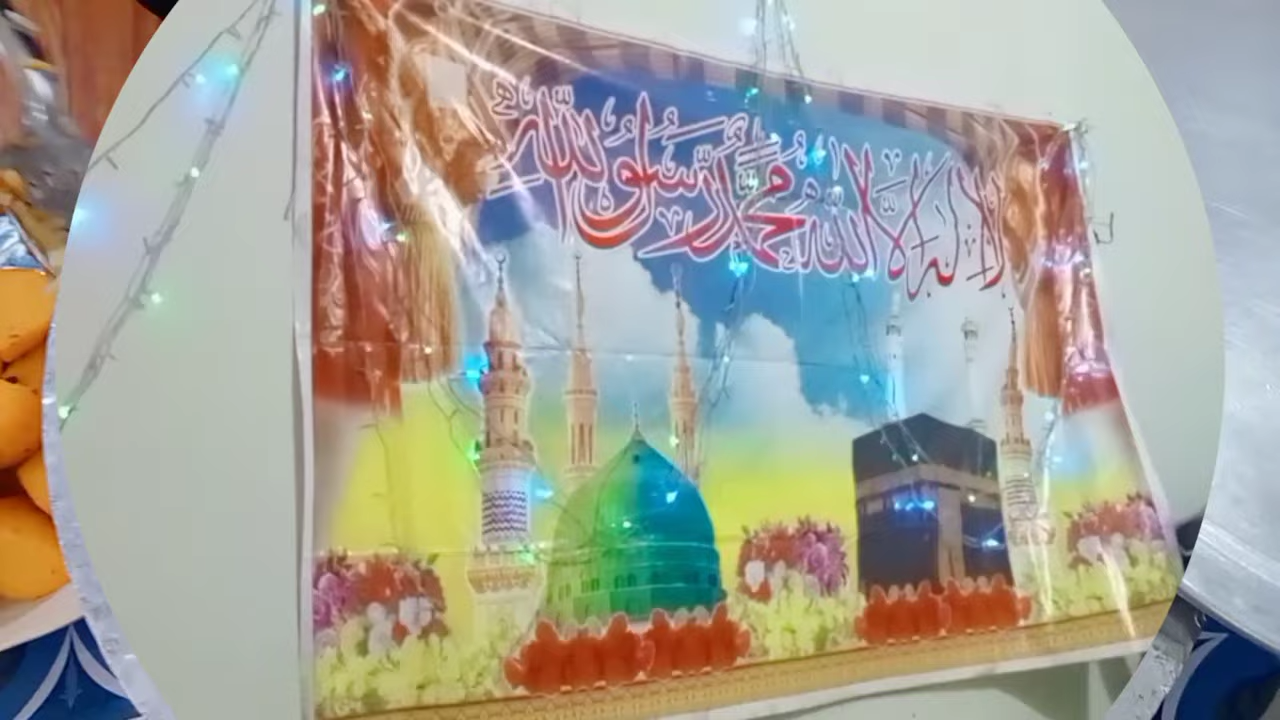 لا إله إلا الله محمد رسول الله